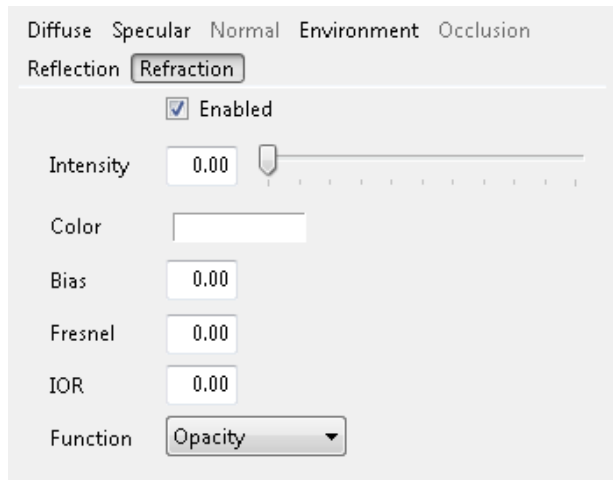 Diffuse Specular Normal Environment Occlusion
Reflection Refraction
Enabled
Intensity 0.00
Color
Bias 0.00
Fresnel 0.00
IOR 0.00
Function Opacity